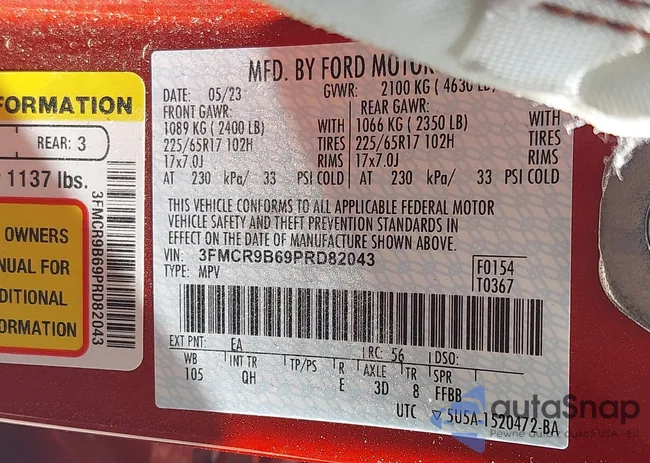 FORMATION
REAR: 3
1137 lbs.
OWNERS
NUAL FOR
DITIONAL
ORMATION
3FMCR9B69PRD82043
MFD. BY FORD MOTOR
DATE: 05/23 GVWR: 2100 KG ( 4630 LB)
FRONT GAWR: REAR GAWR:
1089 KG ( 2400 LB) WITH 1066 KG ( 2350 LB) WITH
225/65R17 102H TIRES 225/65R17 102H TIRES
17x7.0J RIMS 17x7.0J RIMS
AT 230 kPa/ 33 PSI COLD AT 230 kPa/ 33 PSI COLD
THIS VEHICLE CONFORMS TO ALL APPLICABLE FEDERAL MOTOR
VEHICLE SAFETY AND THEFT PREVENTION STANDARDS IN
EFFECT ON THE DATE OF MANUFACTURE SHOWN ABOVE.
VIN: 3FMCR9B69PRD82043
TYPE: MPV
F0154
T0367
EXT PNT: EA RC: 56 DSO:
WB INT TR TP/PS R AXLE TR SPR
105 QH E 3D 8 FFBB
UTC 5U5A-1520472-BA
autaSnap